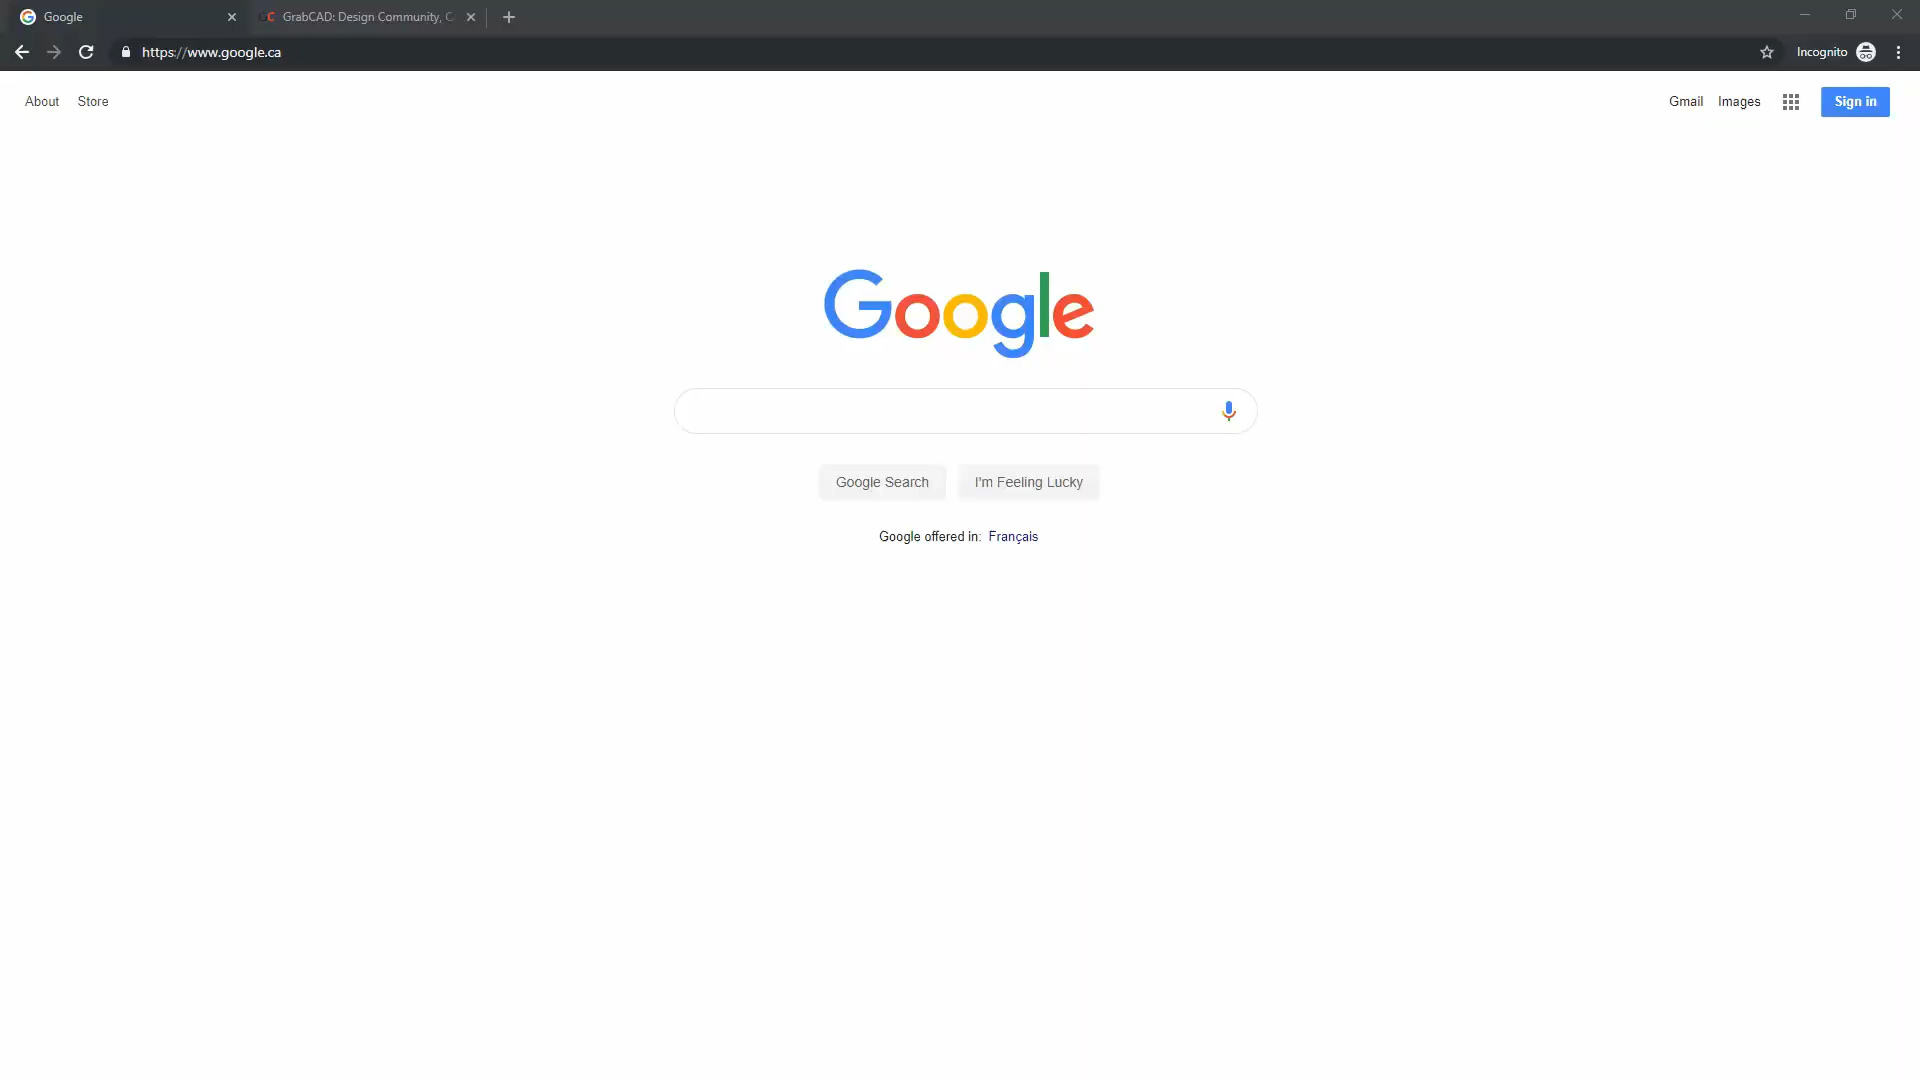 Google
GrabCAD: Design Community, C
https://www.google.ca
Incognito
About
Store
Gmail
Images
Sign in
Google
Google Search
I'm Feeling Lucky
Google offered in: Français